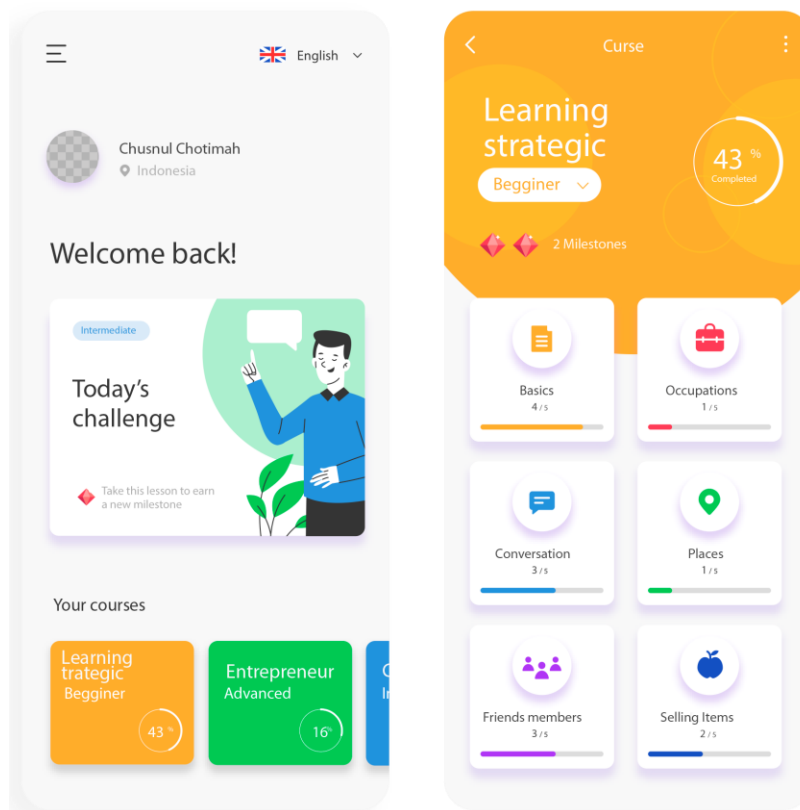 English
Chusnul Chotimah
Indonesia
Welcome back!
Intermediate
Today's
challenge
Take this lesson to earn
a new milestone
Your courses
Learning
trategic
Begginer
43 %
Entrepreneur
Advanced
16%
Curse
Learning
strategic
Begginer
43 %
Completed
2 Milestones
Basics
4 / 5
Occupations
1 / 5
Conversation
3 / 5
Places
1 / 5
Friends members
3 / 5
Selling Items
2 / 5